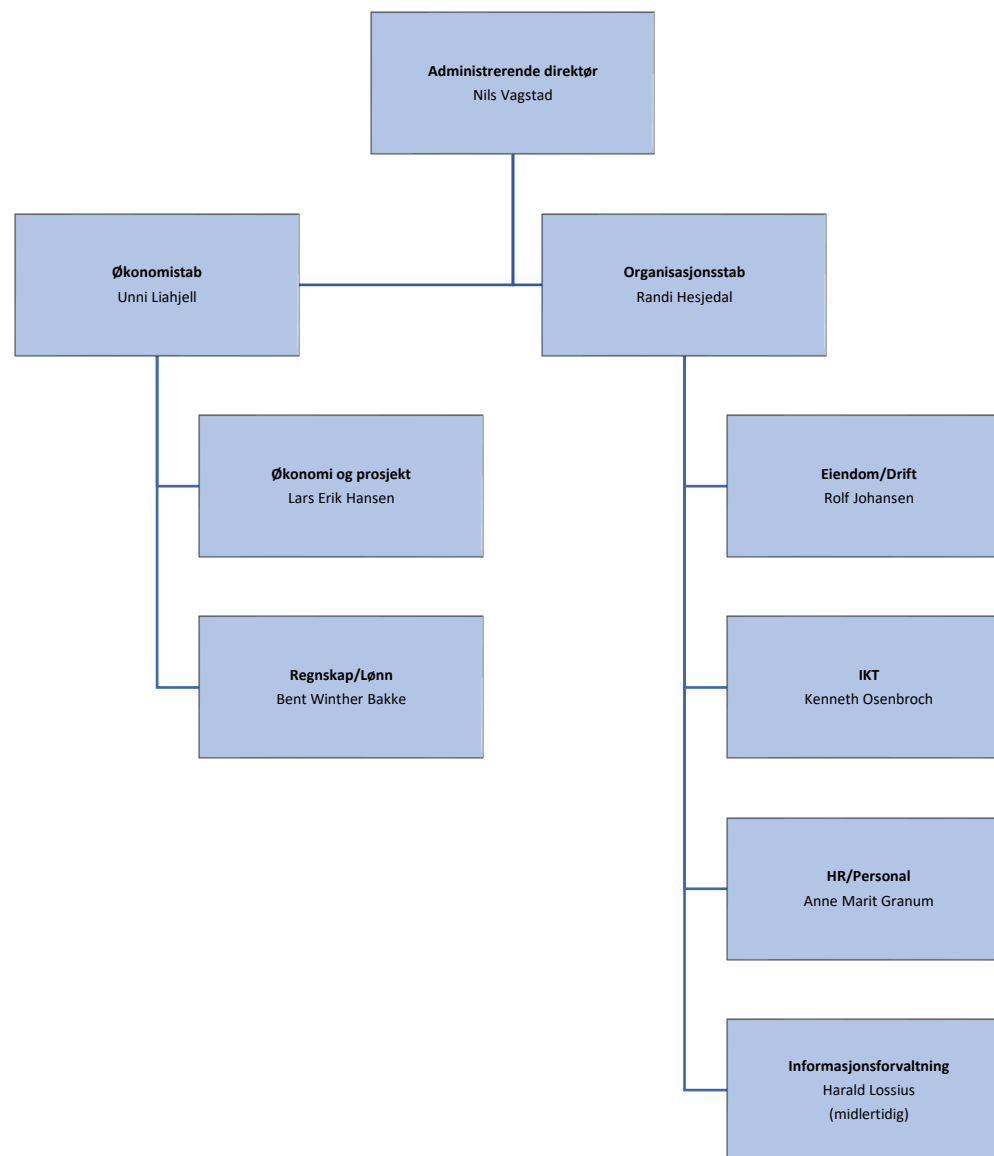 Administrerende direktør
Nils Vagstad
Økonomistab
Unni Liahjell
Organisasjonsstab
Randi Hesjedal
Økonomi og prosjekt
Lars Erik Hansen
Eiendom/Drift
Rolf Johansen
Regnskap/Lønn
Bent Winther Bakke
IKT
Kenneth Osenbroch
HR/Personal
Anne Marit Granum
Informasjonsforvaltning
Harald Lossius
(midlertidig)